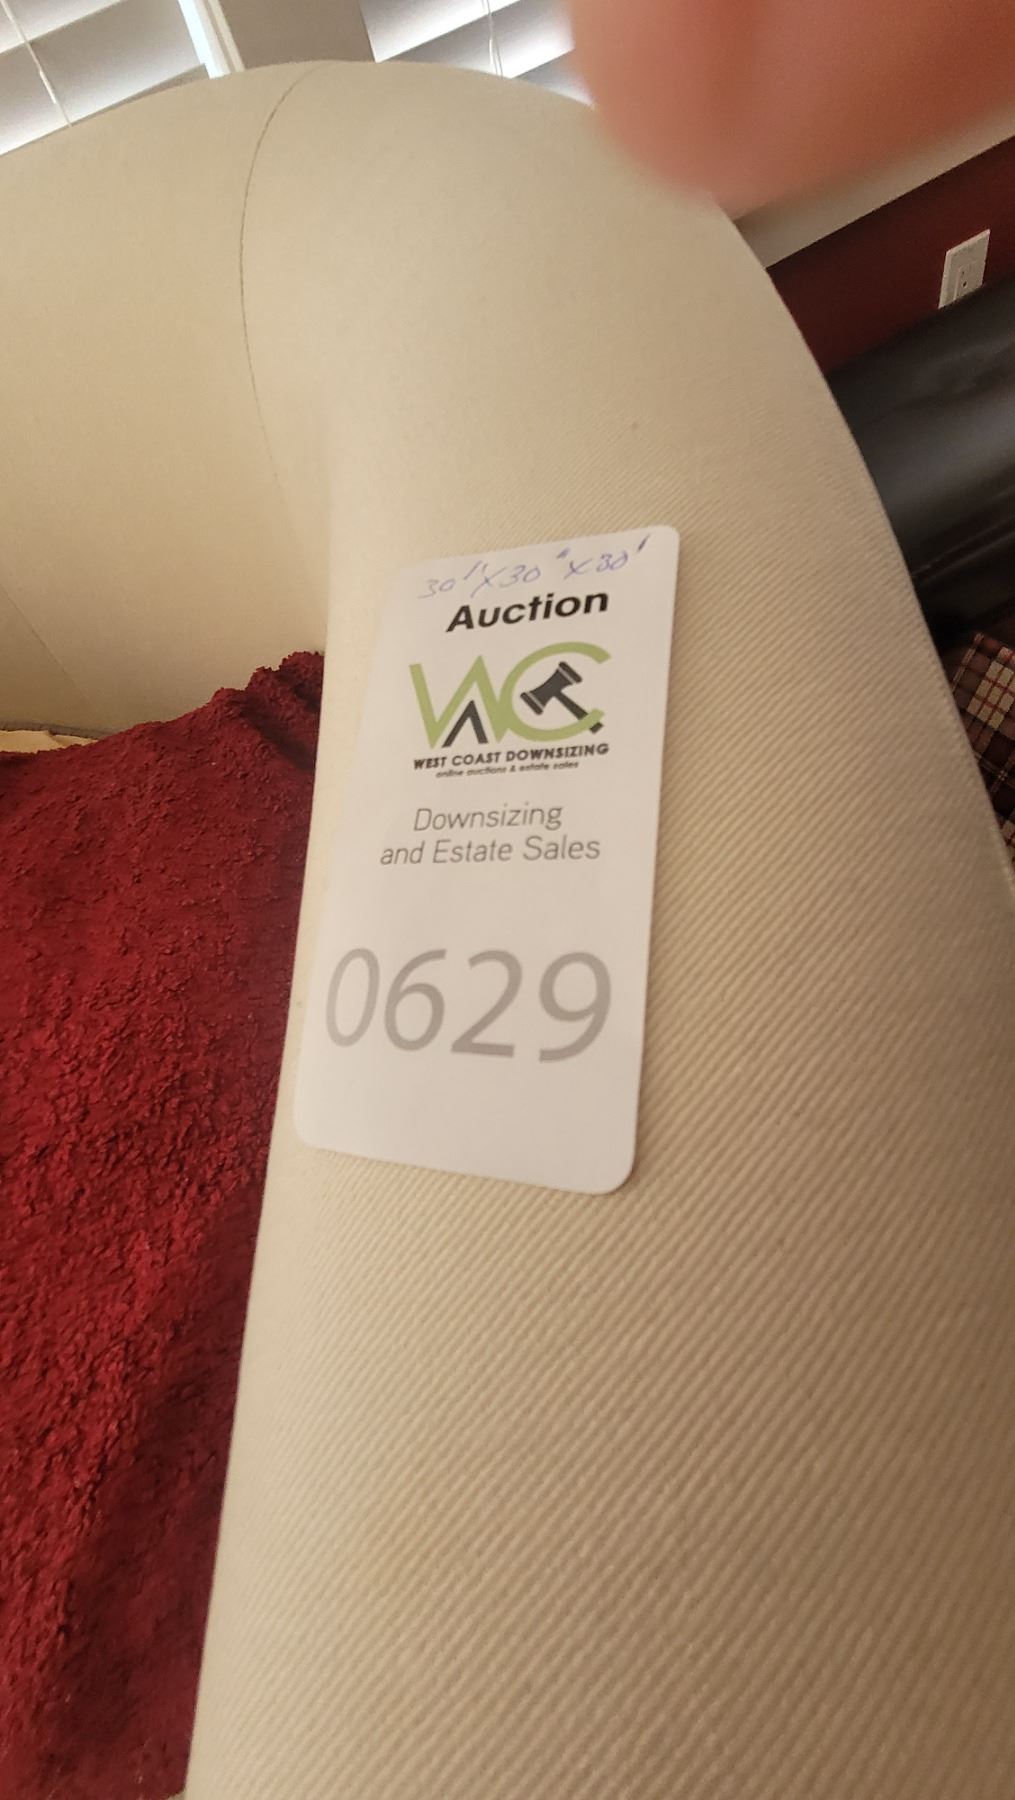 30"x30"x30'
Auction
WC
WEST COAST DOWNSIZING
online auctions & estate sales
Downsizing
and Estate Sales
0629